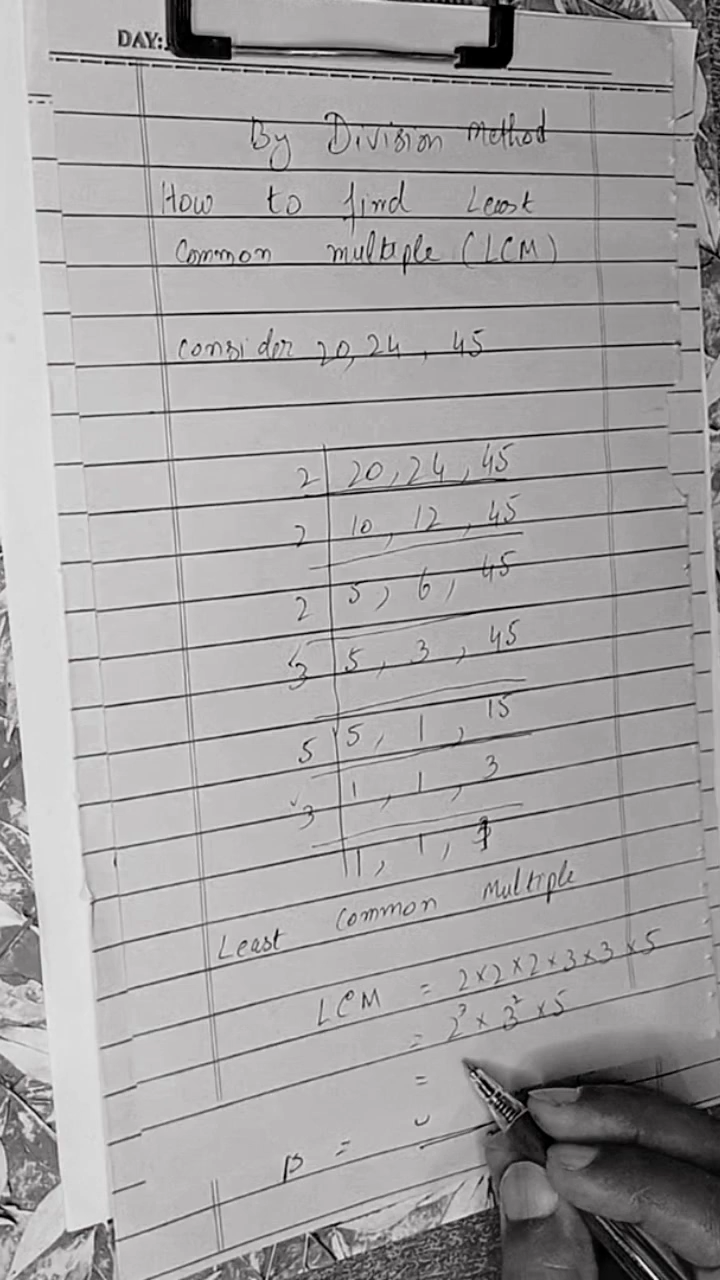 DAY:
By Division Method
How to find Least
Common multiple (LCM)
Consider 20, 24, 45
2 | 20, 24, 45
2 | 10, 12, 45
2 | 5, 6, 45
3 | 5, 3, 45
5 | 5, 1, 15
3 | 1, 1, 3
| 1, 1, 1
Least Common Multiple
LCM = 2×2×2×3×3×5
= 2³ × 3² × 5
=
=